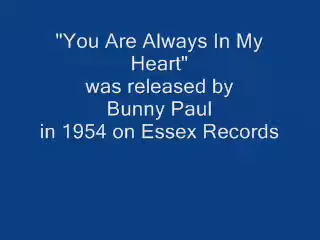 "You Are Always In My
Heart"
was released by
Bunny Paul
in 1954 on Essex Records